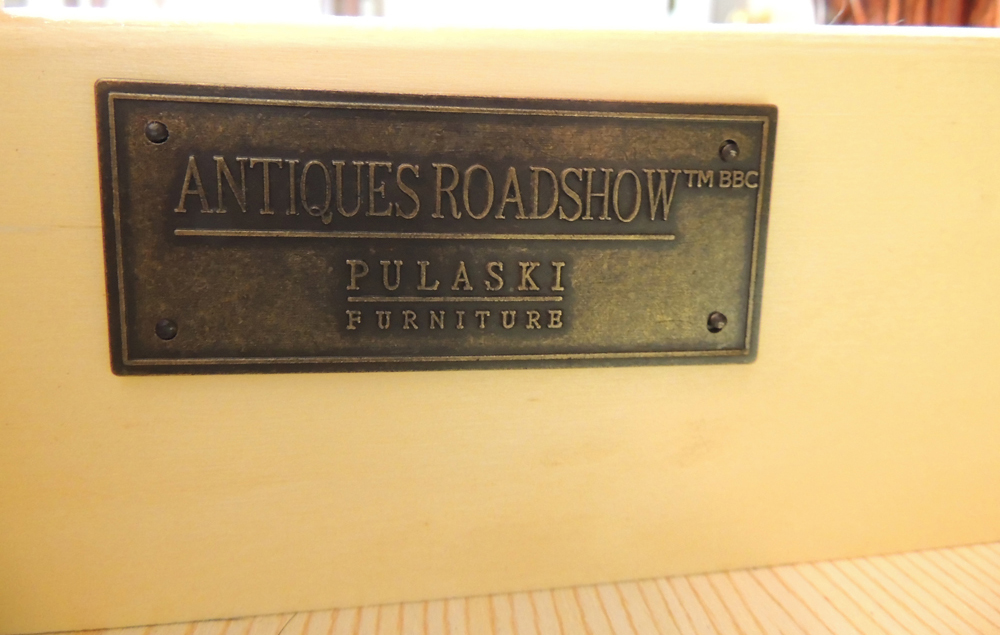 ANTIQUES ROADSHOW™ BBC
PULASKI
FURNITURE